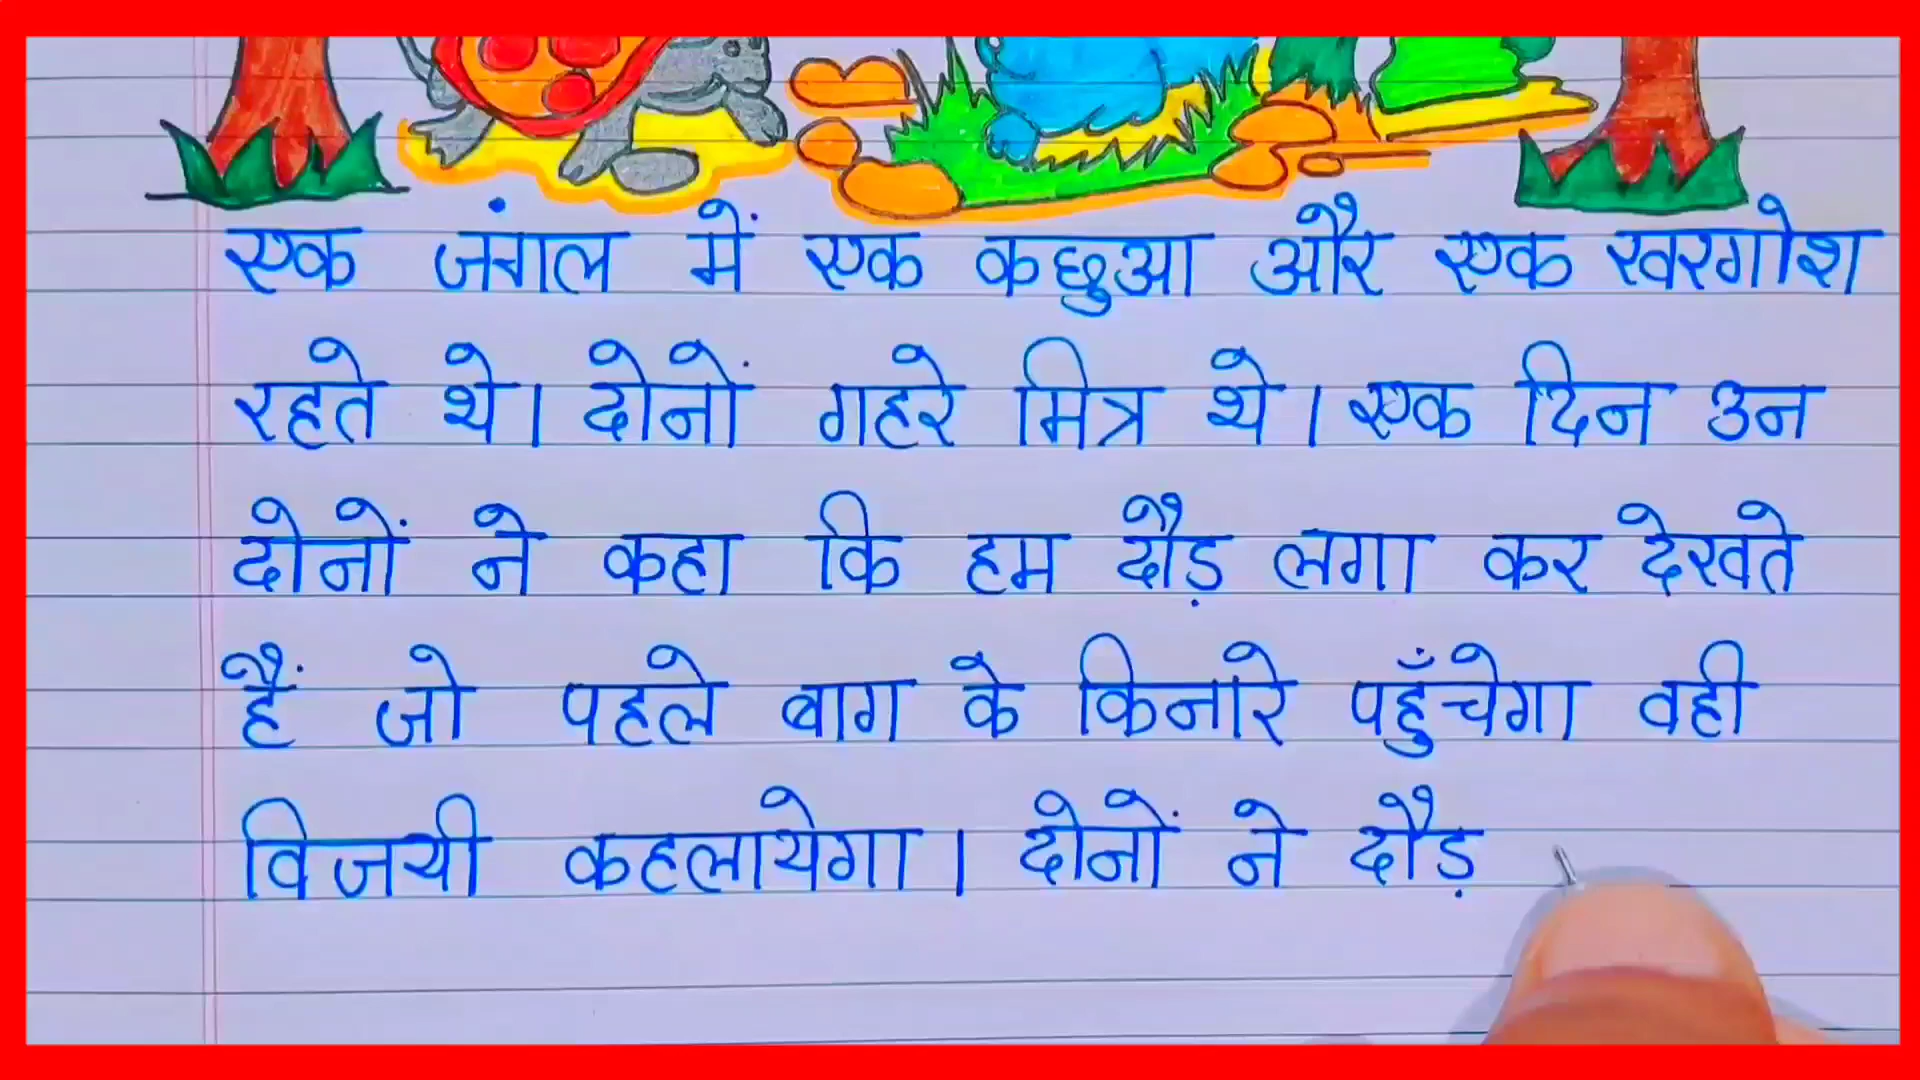 एक जंगल में एक कछुआ और एक खरगोश
रहते थे। दोनों गहरे मित्र थे। एक दिन उन
दोनों ने कहा कि हम दौड़ लगा कर देखते
हैं जो पहले बाग के किनारे पहुँचेगा वही
विजयी कहलायेगा। दोनों ने दौड़